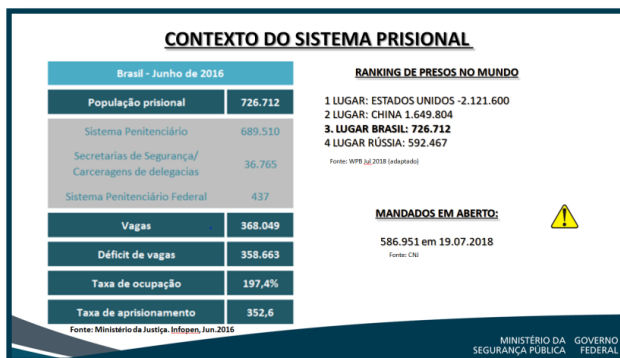 CONTEXTO DO SISTEMA PRISIONAL
Brasil - Junho de 2016
População prisional 726.712
Sistema Penitenciário 689.510
Secretarias de Segurança/
Carceragens de delegacias 36.765
Sistema Penitenciário Federal 437
Vagas 368.049
Déficit de vagas 358.663
Taxa de ocupação 197,4%
Taxa de aprisionamento 352,6
Fonte: Ministério da Justiça. Infopen, Jun.2016
RANKING DE PRESOS NO MUNDO
1 LUGAR: ESTADOS UNIDOS -2.121.600
2 LUGAR: CHINA 1.649.804
3. LUGAR BRASIL: 726.712
4 LUGAR RÚSSIA: 592.467
Fonte: WPB Jul 2018 (adaptado)
MANDADOS EM ABERTO:
586.951 em 19.07.2018
Fonte: CNJ
MINISTÉRIO DA GOVERNO
SEGURANÇA PÚBLICA FEDERAL